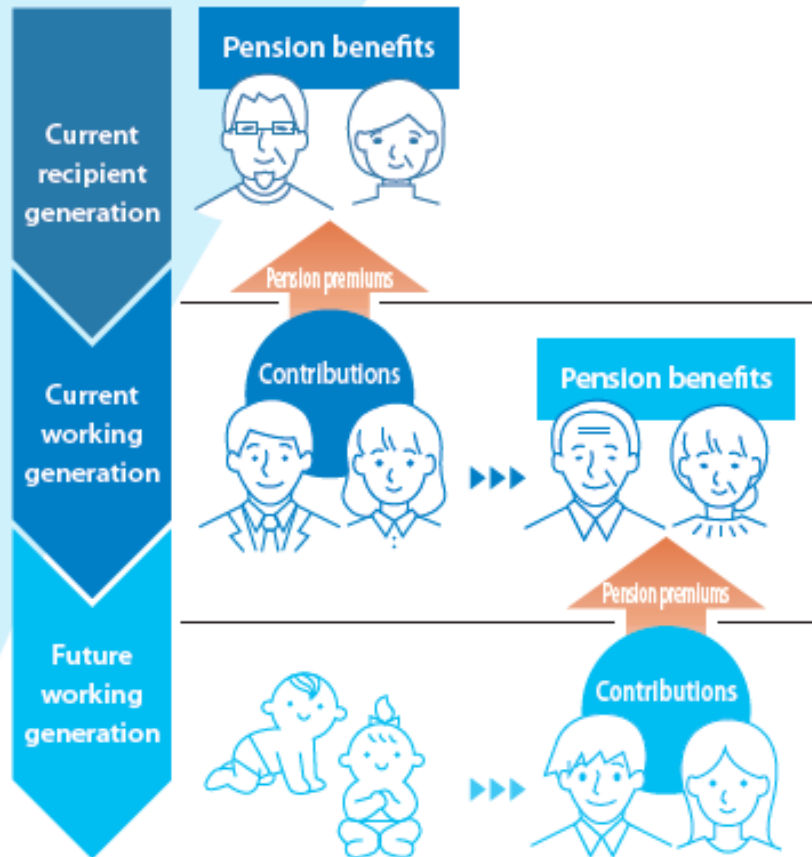 Pension benefits
Current
recipient
generation
Pension premiums
Current
working
generation
Contributions
Pension benefits
Pension premiums
Future
working
generation
Contributions